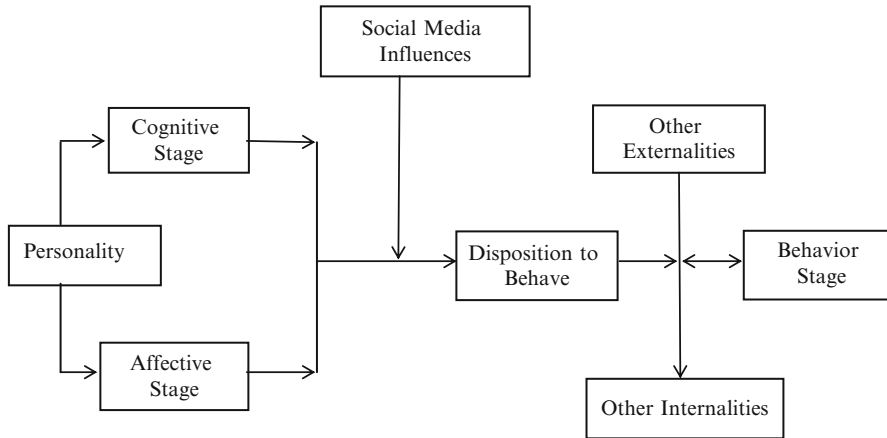 Social Media
Influences
Cognitive
Stage
Other
Externalities
Personality
Disposition to
Behave
Behavior
Stage
Affective
Stage
Other Internalities